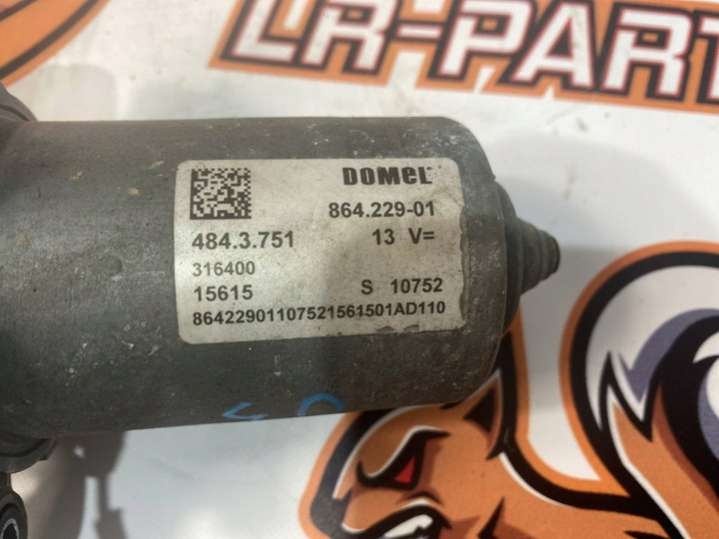 LR-PART
DOMEL
864.229-01
484.3.751 13 V=
316400
15615 S 10752
86422901107521561501AD110